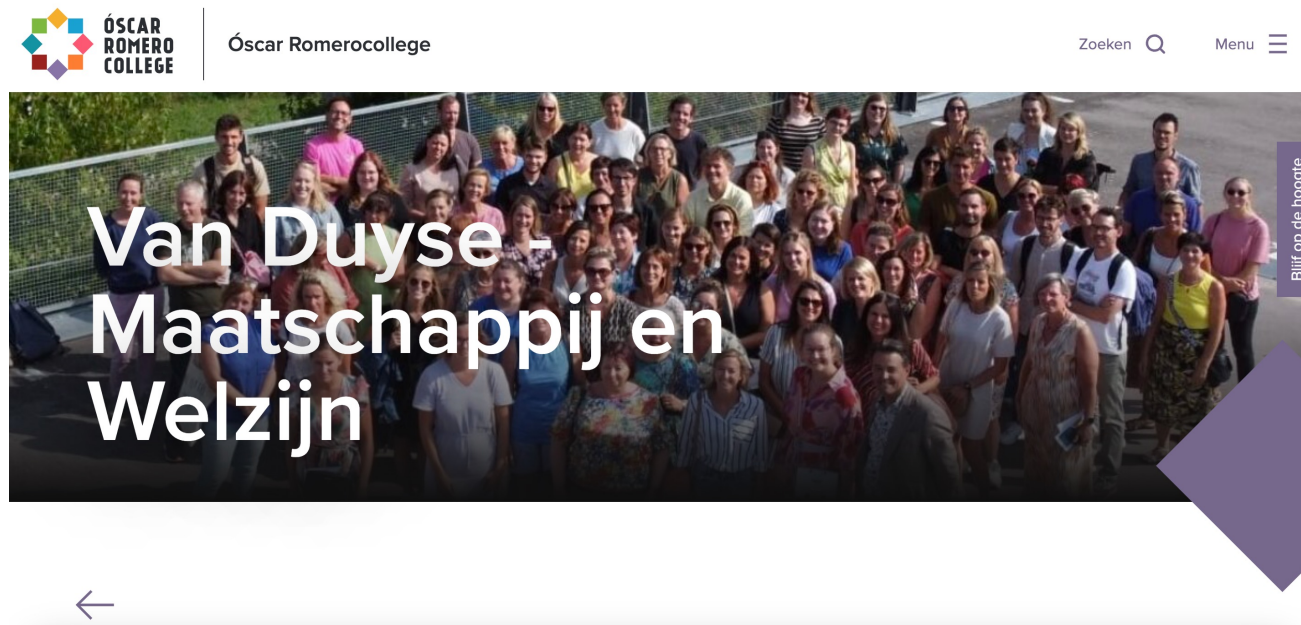 ÓSCAR
ROMERO
COLLEGE
Óscar Romerocollege
Zoeken
Menu
Van Duyse -
Maatschappij en
Welzijn
Blijf op de hoogte